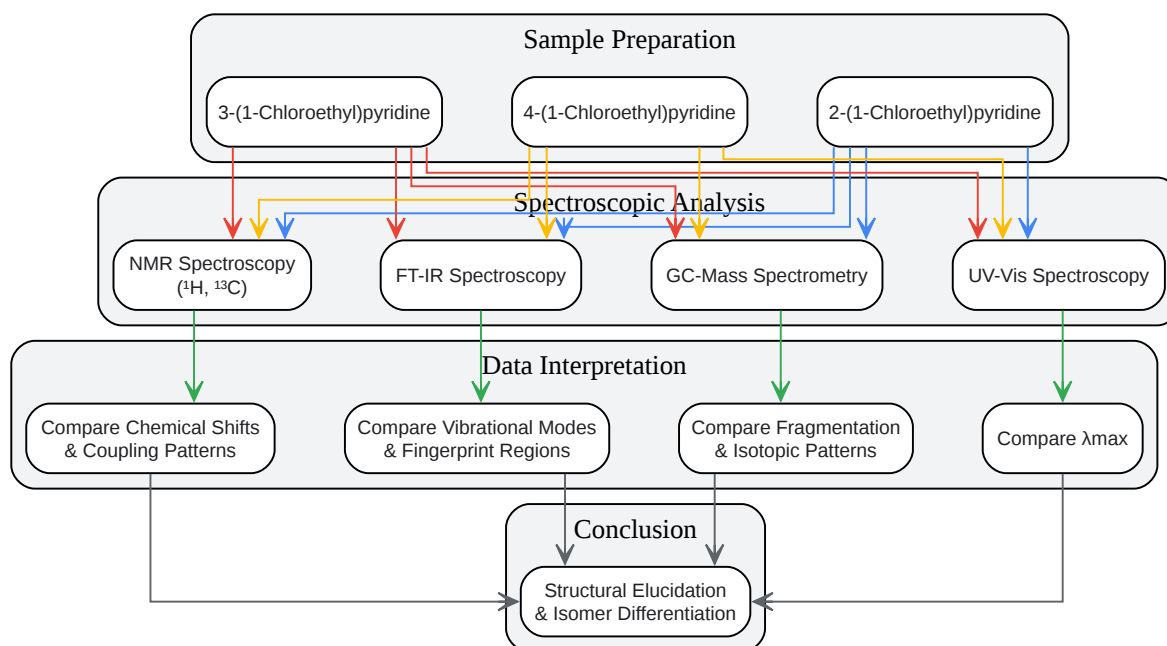 Sample Preparation
3-(1-Chloroethyl)pyridine
4-(1-Chloroethyl)pyridine
2-(1-Chloroethyl)pyridine
Spectroscopic Analysis
NMR Spectroscopy
(¹H, ¹³C)
FT-IR Spectroscopy
GC-Mass Spectrometry
UV-Vis Spectroscopy
Data Interpretation
Compare Chemical Shifts
& Coupling Patterns
Compare Vibrational Modes
& Fingerprint Regions
Compare Fragmentation
& Isotopic Patterns
Compare λmax
Conclusion
Structural Elucidation
& Isomer Differentiation